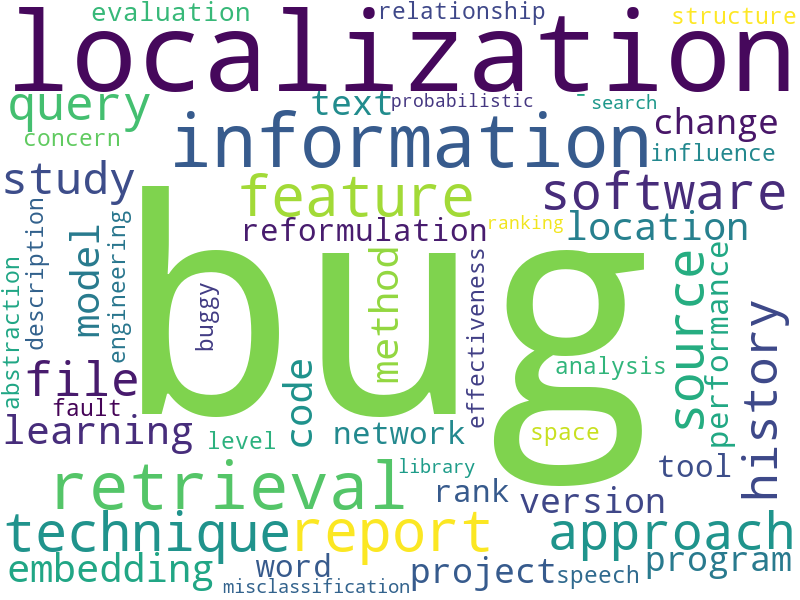 evaluation
relationship
structure
localization
query
text
probabilistic
search
change
concern
information
influence
study
feature
software
reformulation
ranking
location
description
engineering
model
abstraction
bug
buggy
method
effectiveness
source
performance
history
analysis
file
fault
code
learning
level
network
space
library
tool
retrieval
rank
version
technique
report
approach
embedding
word
project
speech
program
misclassification